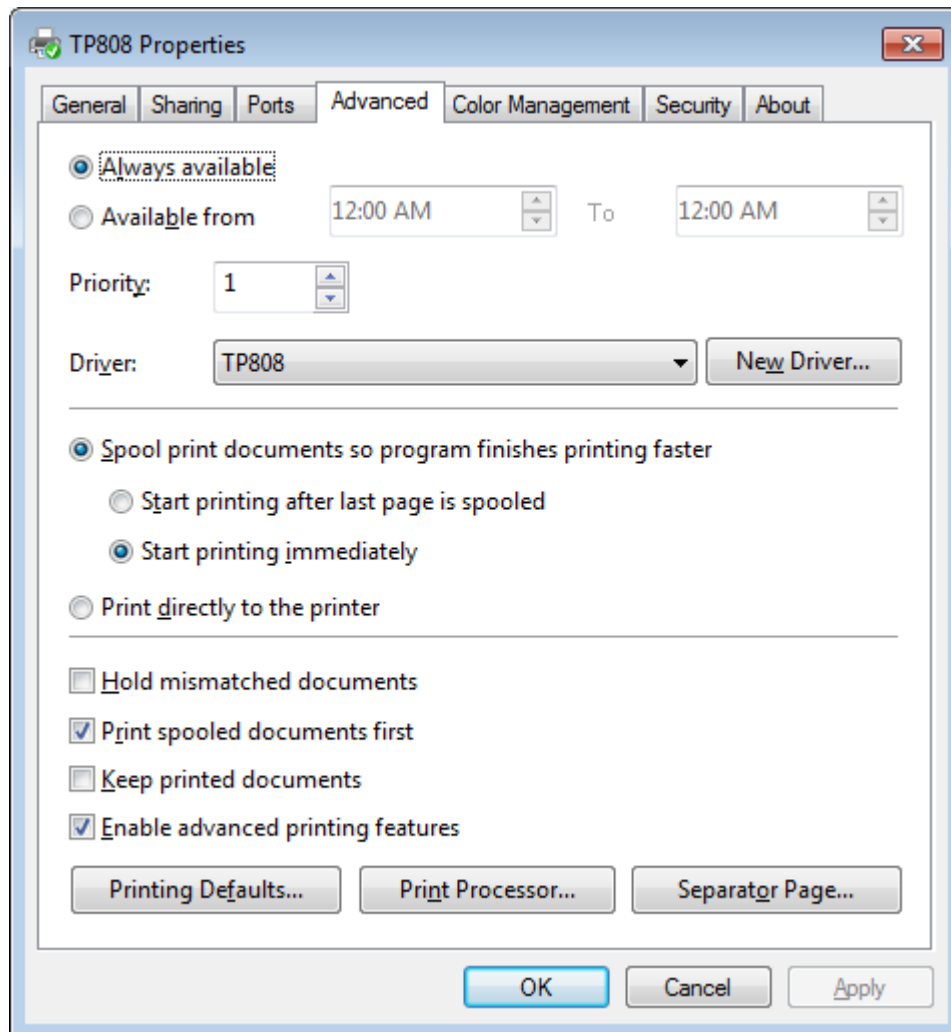 TP808 Properties
General Sharing Ports Advanced Color Management Security About
Always available
Available from 12:00 AM To 12:00 AM
Priority: 1
Driver: TP808 New Driver...
Spool print documents so program finishes printing faster
Start printing after last page is spooled
Start printing immediately
Print directly to the printer
Hold mismatched documents
Print spooled documents first
Keep printed documents
Enable advanced printing features
Printing Defaults... Print Processor... Separator Page...
OK Cancel Apply